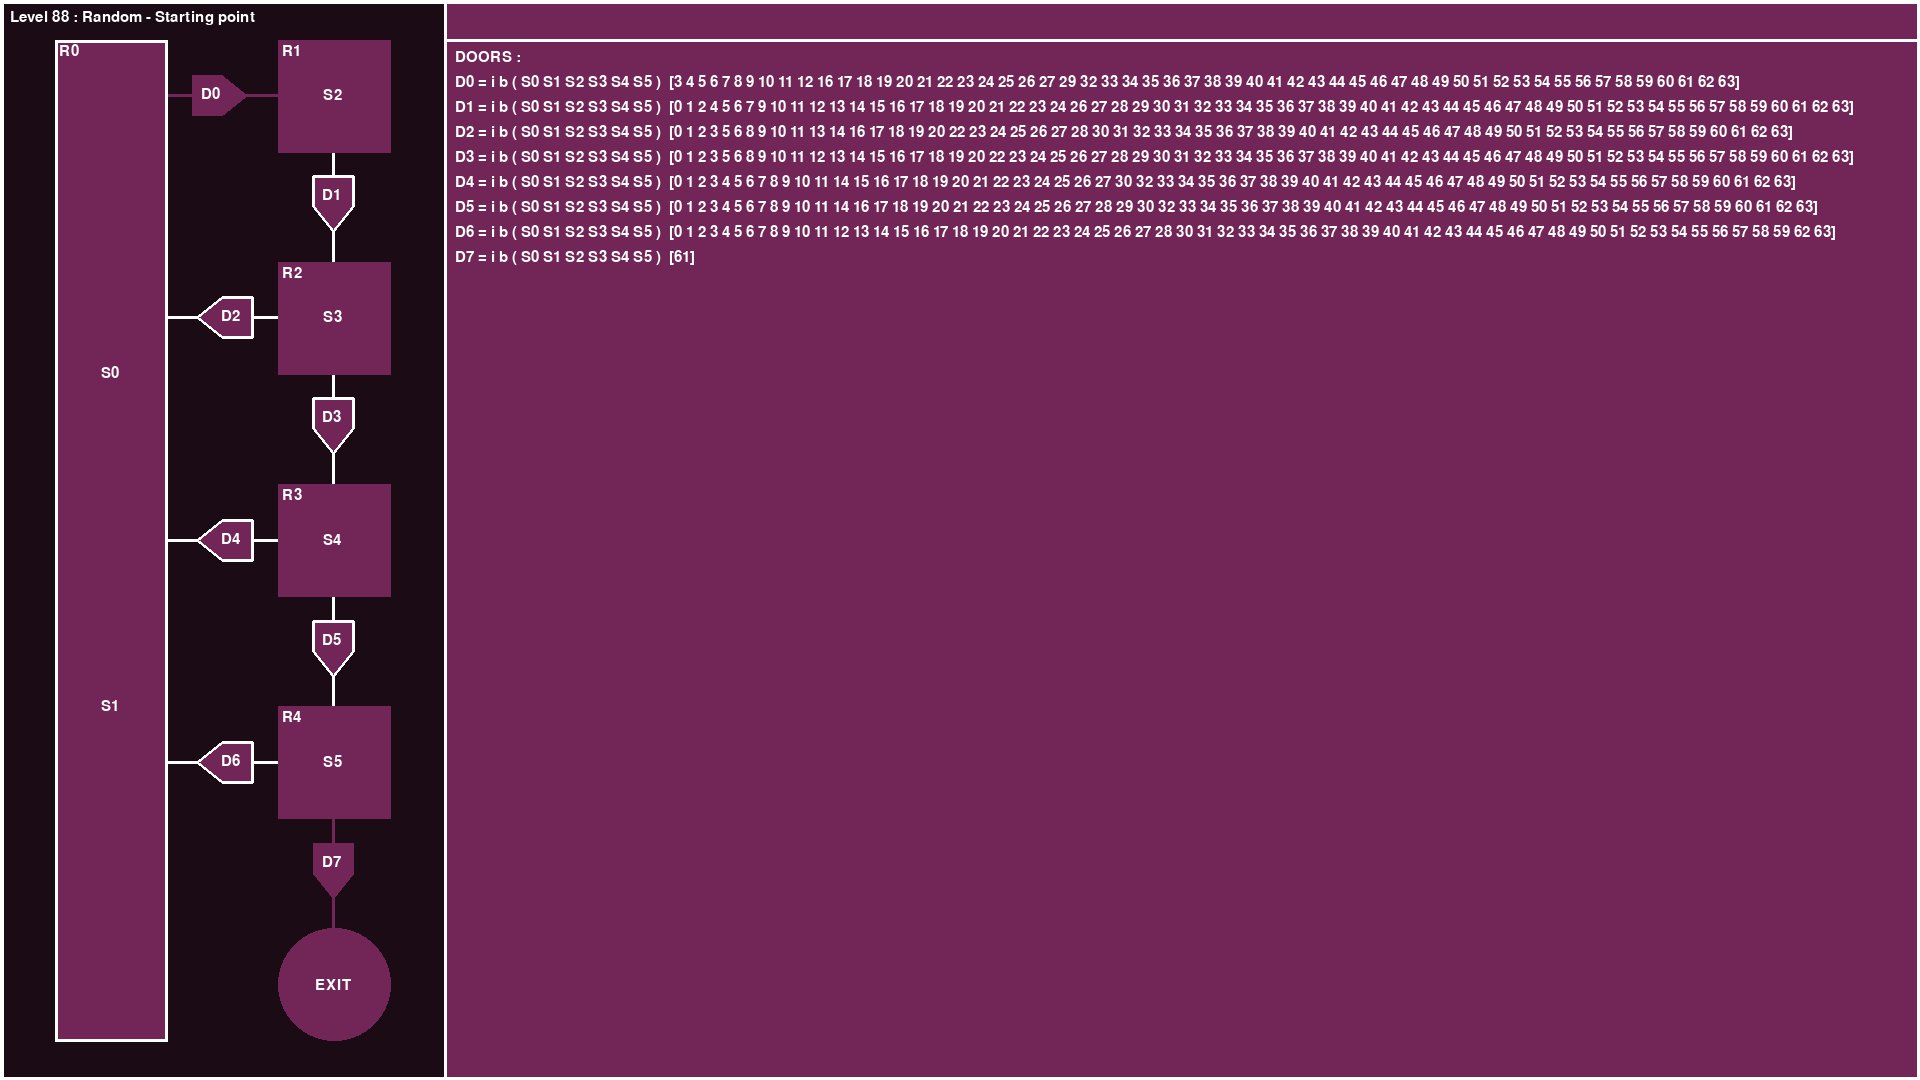 Level 88 : Random - Starting point
R0
S0
S1
D0
R1
S2
D1
R2
S3
D2
D3
R3
S4
D4
D5
R4
S5
D6
D7
EXIT
DOORS :
D0 = i b ( S0 S1 S2 S3 S4 S5 ) [3 4 5 6 7 8 9 10 11 12 16 17 18 19 20 21 22 23 24 25 26 27 29 32 33 34 35 36 37 38 39 40 41 42 43 44 45 46 47 48 49 50 51 52 53 54 55 56 57 58 59 60 61 62 63]
D1 = i b ( S0 S1 S2 S3 S4 S5 ) [0 1 2 4 5 6 7 9 10 11 12 13 14 15 16 17 18 19 20 21 22 23 24 26 27 28 29 30 31 32 33 34 35 36 37 38 39 40 41 42 43 44 45 46 47 48 49 50 51 52 53 54 55 56 57 58 59 60 61 62 63]
D2 = i b ( S0 S1 S2 S3 S4 S5 ) [0 1 2 3 5 6 8 9 10 11 13 14 16 17 18 19 20 22 23 24 25 26 27 28 30 31 32 33 34 35 36 37 38 39 40 41 42 43 44 45 46 47 48 49 50 51 52 53 54 55 56 57 58 59 60 61 62 63]
D3 = i b ( S0 S1 S2 S3 S4 S5 ) [0 1 2 3 5 6 8 9 10 11 12 13 14 15 16 17 18 19 20 22 23 24 25 26 27 28 29 30 31 32 33 34 35 36 37 38 39 40 41 42 43 44 45 46 47 48 49 50 51 52 53 54 55 56 57 58 59 60 61 62 63]
D4 = i b ( S0 S1 S2 S3 S4 S5 ) [0 1 2 3 4 5 6 7 8 9 10 11 14 15 16 17 18 19 20 21 22 23 24 25 26 27 30 32 33 34 35 36 37 38 39 40 41 42 43 44 45 46 47 48 49 50 51 52 53 54 55 56 57 58 59 60 61 62 63]
D5 = i b ( S0 S1 S2 S3 S4 S5 ) [0 1 2 3 4 5 6 7 8 9 10 11 14 16 17 18 19 20 21 22 23 24 25 26 27 28 29 30 32 33 34 35 36 37 38 39 40 41 42 43 44 45 46 47 48 49 50 51 52 53 54 55 56 57 58 59 60 61 62 63]
D6 = i b ( S0 S1 S2 S3 S4 S5 ) [0 1 2 3 4 5 6 7 8 9 10 11 12 13 14 15 16 17 18 19 20 21 22 23 24 25 26 27 28 30 31 32 33 34 35 36 37 38 39 40 41 42 43 44 45 46 47 48 49 50 51 52 53 54 55 56 57 58 59 62 63]
D7 = i b ( S0 S1 S2 S3 S4 S5 ) [61]